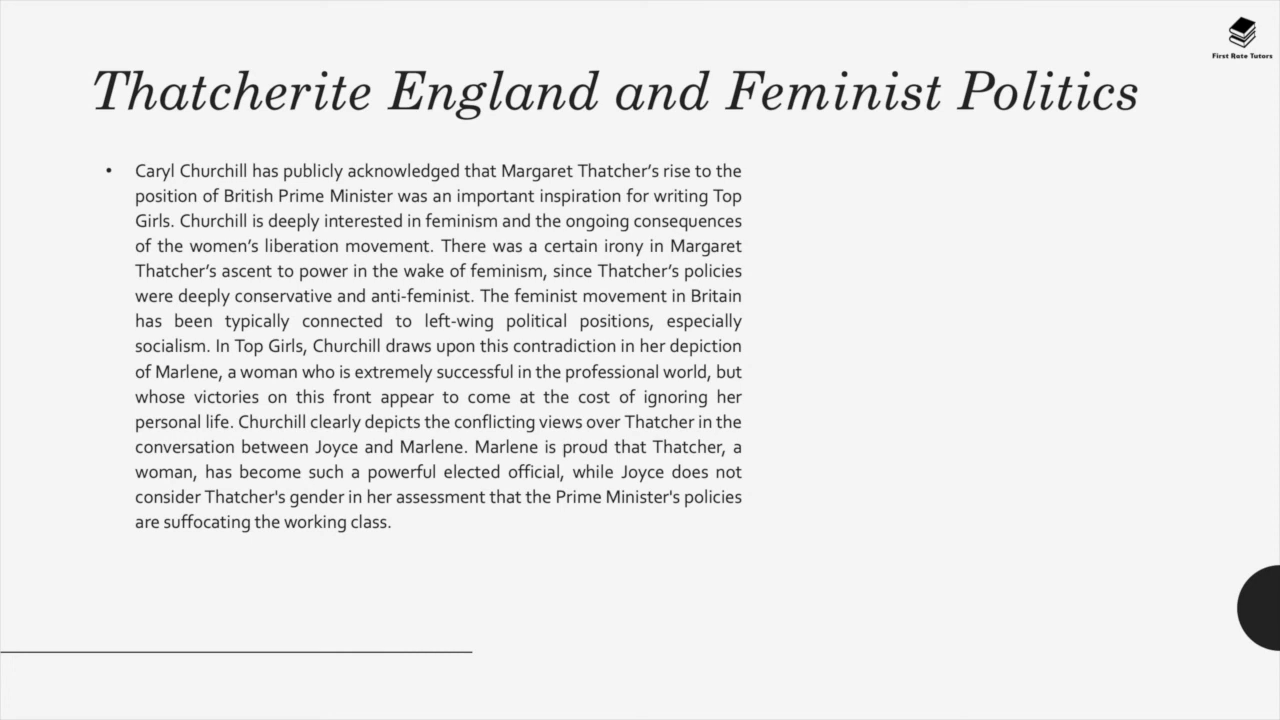 First Rate Tutors
Thatcherite England and Feminist Politics
• Caryl Churchill has publicly acknowledged that Margaret Thatcher’s rise to the
position of British Prime Minister was an important inspiration for writing Top
Girls. Churchill is deeply interested in feminism and the ongoing consequences
of the women’s liberation movement. There was a certain irony in Margaret
Thatcher’s ascent to power in the wake of feminism, since Thatcher’s policies
were deeply conservative and anti-feminist. The feminist movement in Britain
has been typically connected to left-wing political positions, especially
socialism. In Top Girls, Churchill draws upon this contradiction in her depiction
of Marlene, a woman who is extremely successful in the professional world, but
whose victories on this front appear to come at the cost of ignoring her
personal life. Churchill clearly depicts the conflicting views over Thatcher in the
conversation between Joyce and Marlene. Marlene is proud that Thatcher, a
woman, has become such a powerful elected official, while Joyce does not
consider Thatcher's gender in her assessment that the Prime Minister's policies
are suffocating the working class.